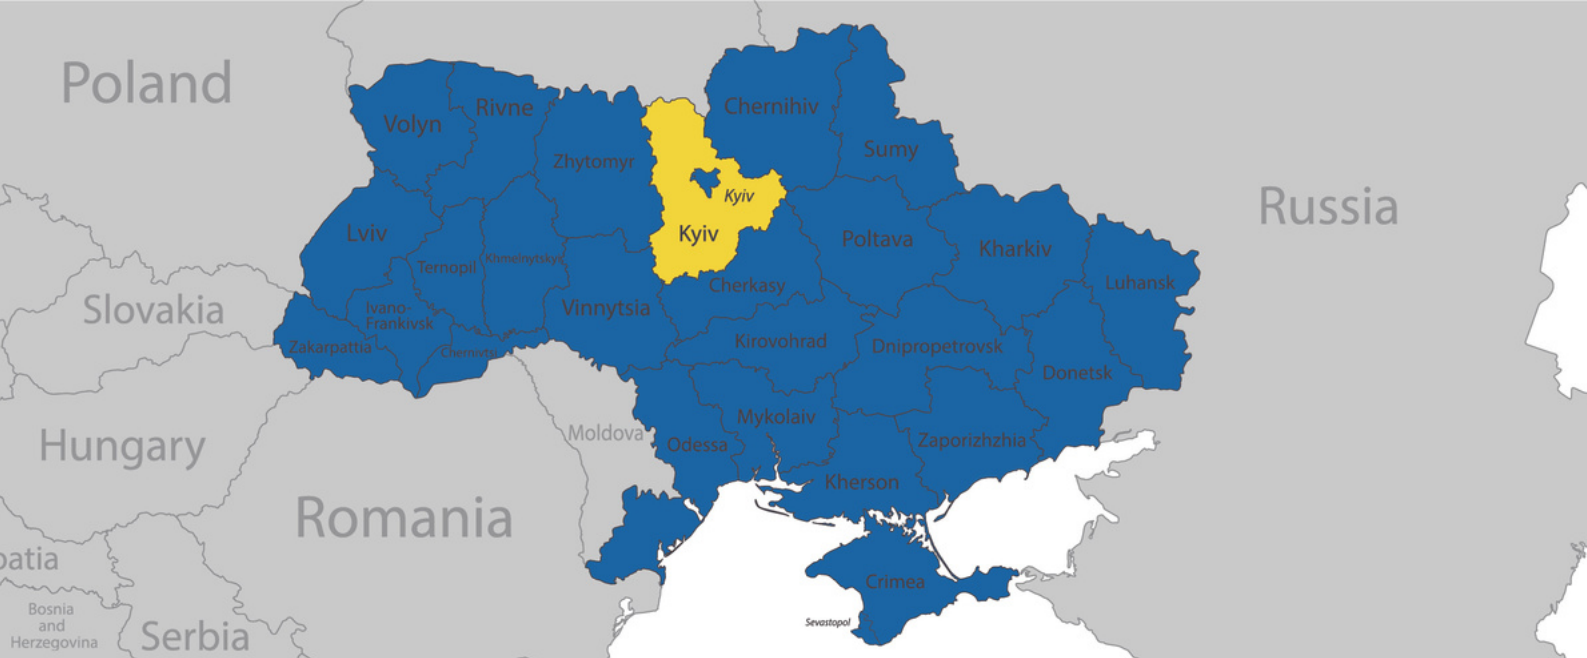 Poland
Volyn
Rivne
Zhytomyr
Chernihiv
Sumy
Kyiv
Kyiv
Russia
Lviv
Ternopil
Khmelnytskyi
Poltava
Kharkiv
Luhansk
Slovakia
Ivano-
Frankivsk
Vinnytsia
Cherkasy
Zakarpattia
Chernivtsi
Kirovohrad
Dnipropetrovsk
Donetsk
Hungary
Moldova
Odessa
Mykolaiv
Zaporizhzhia
Kherson
Romania
oatia
Crimea
Sevastopol
Bosnia
and
Herzegovina
Serbia